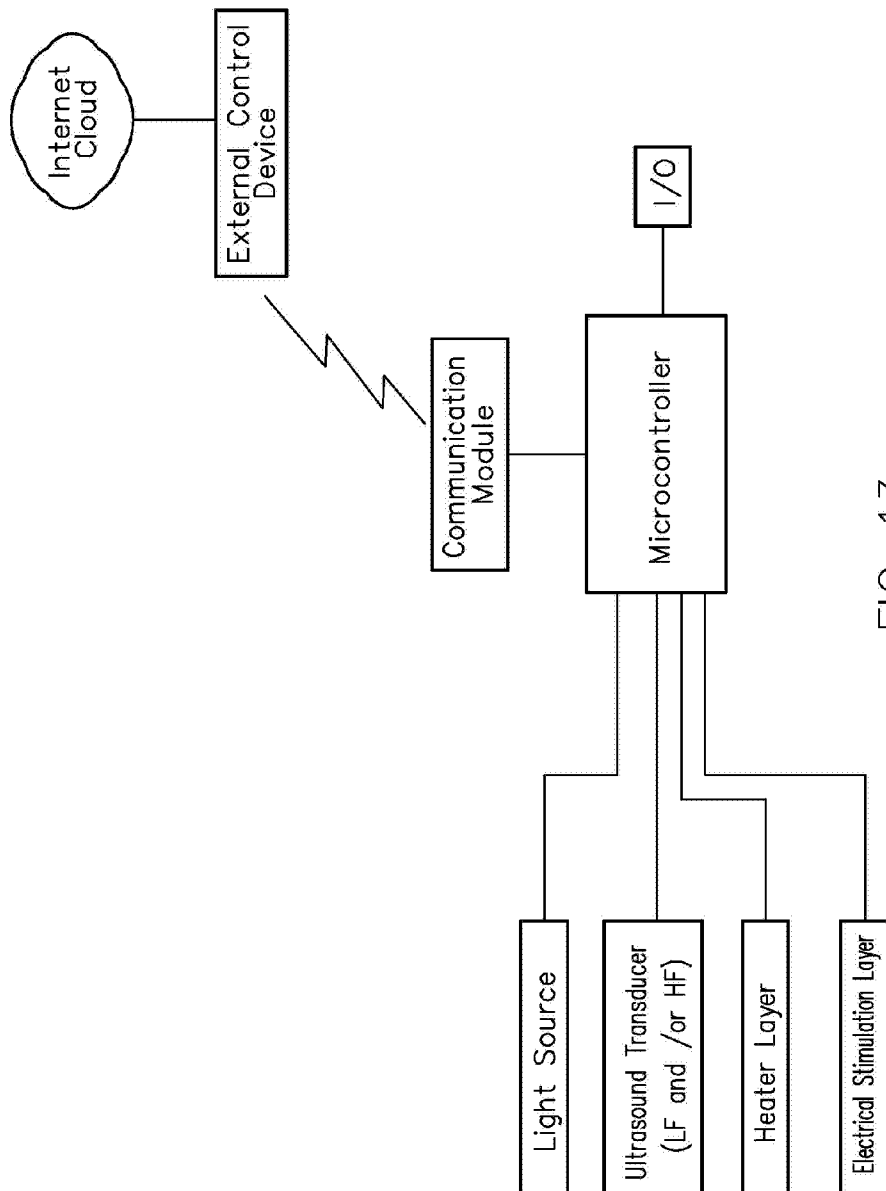 Internet
Cloud
External Control
Device
Communication
Module
Light Source
Microcontroller
I/O
Ultrasound Transducer
(LF and /or HF)
Heater Layer
Electrical Stimulation Layer
FIG.